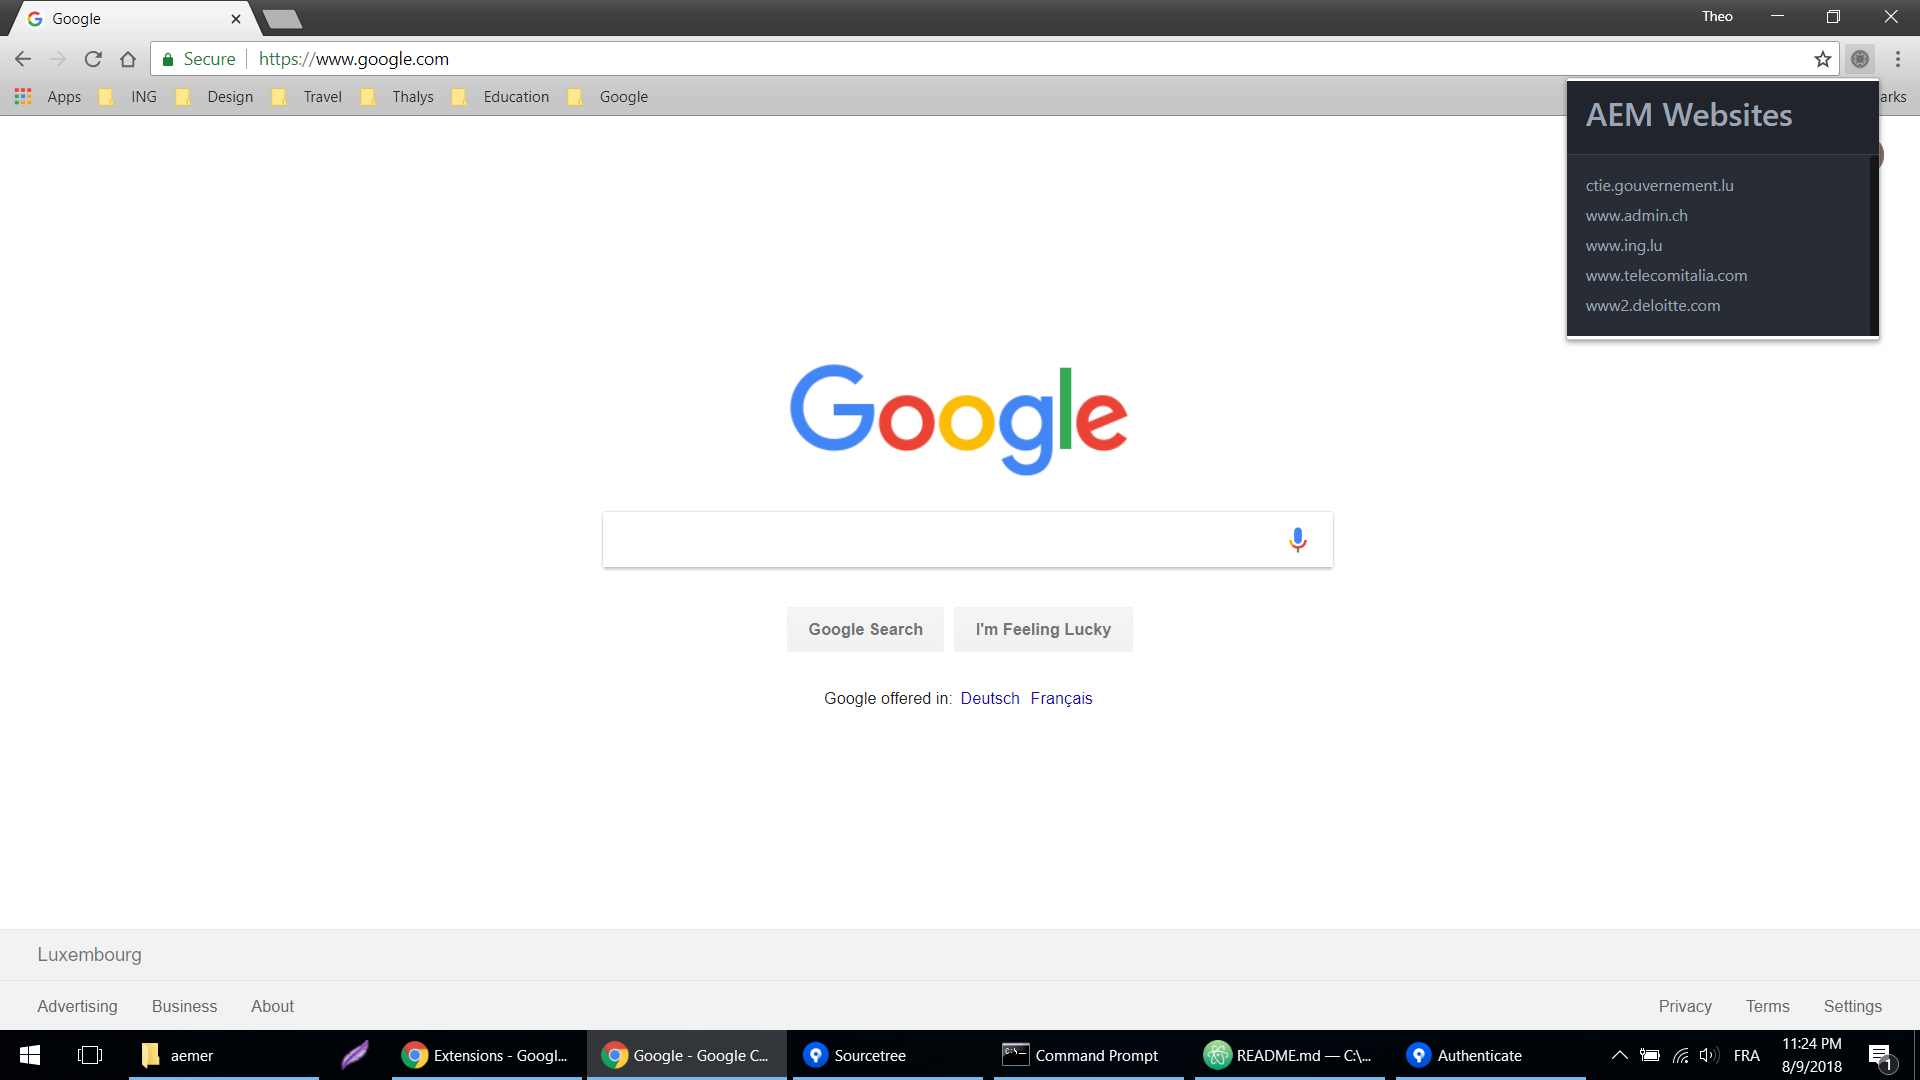 Google
Theo
Secure
https://www.google.com
Apps ING Design Travel Thalys Education Google
arks
AEM Websites
ctie.gouvernement.lu
www.admin.ch
www.ing.lu
www.telecomitalia.com
www2.deloitte.com
Google
Google Search I'm Feeling Lucky
Google offered in: Deutsch Français
Luxembourg
Advertising Business About Privacy Terms Settings
aemer Extensions - Googl... Google - Google C... Sourcetree Command Prompt README.md — C:\... Authenticate FRA
11:24 PM
8/9/2018
1